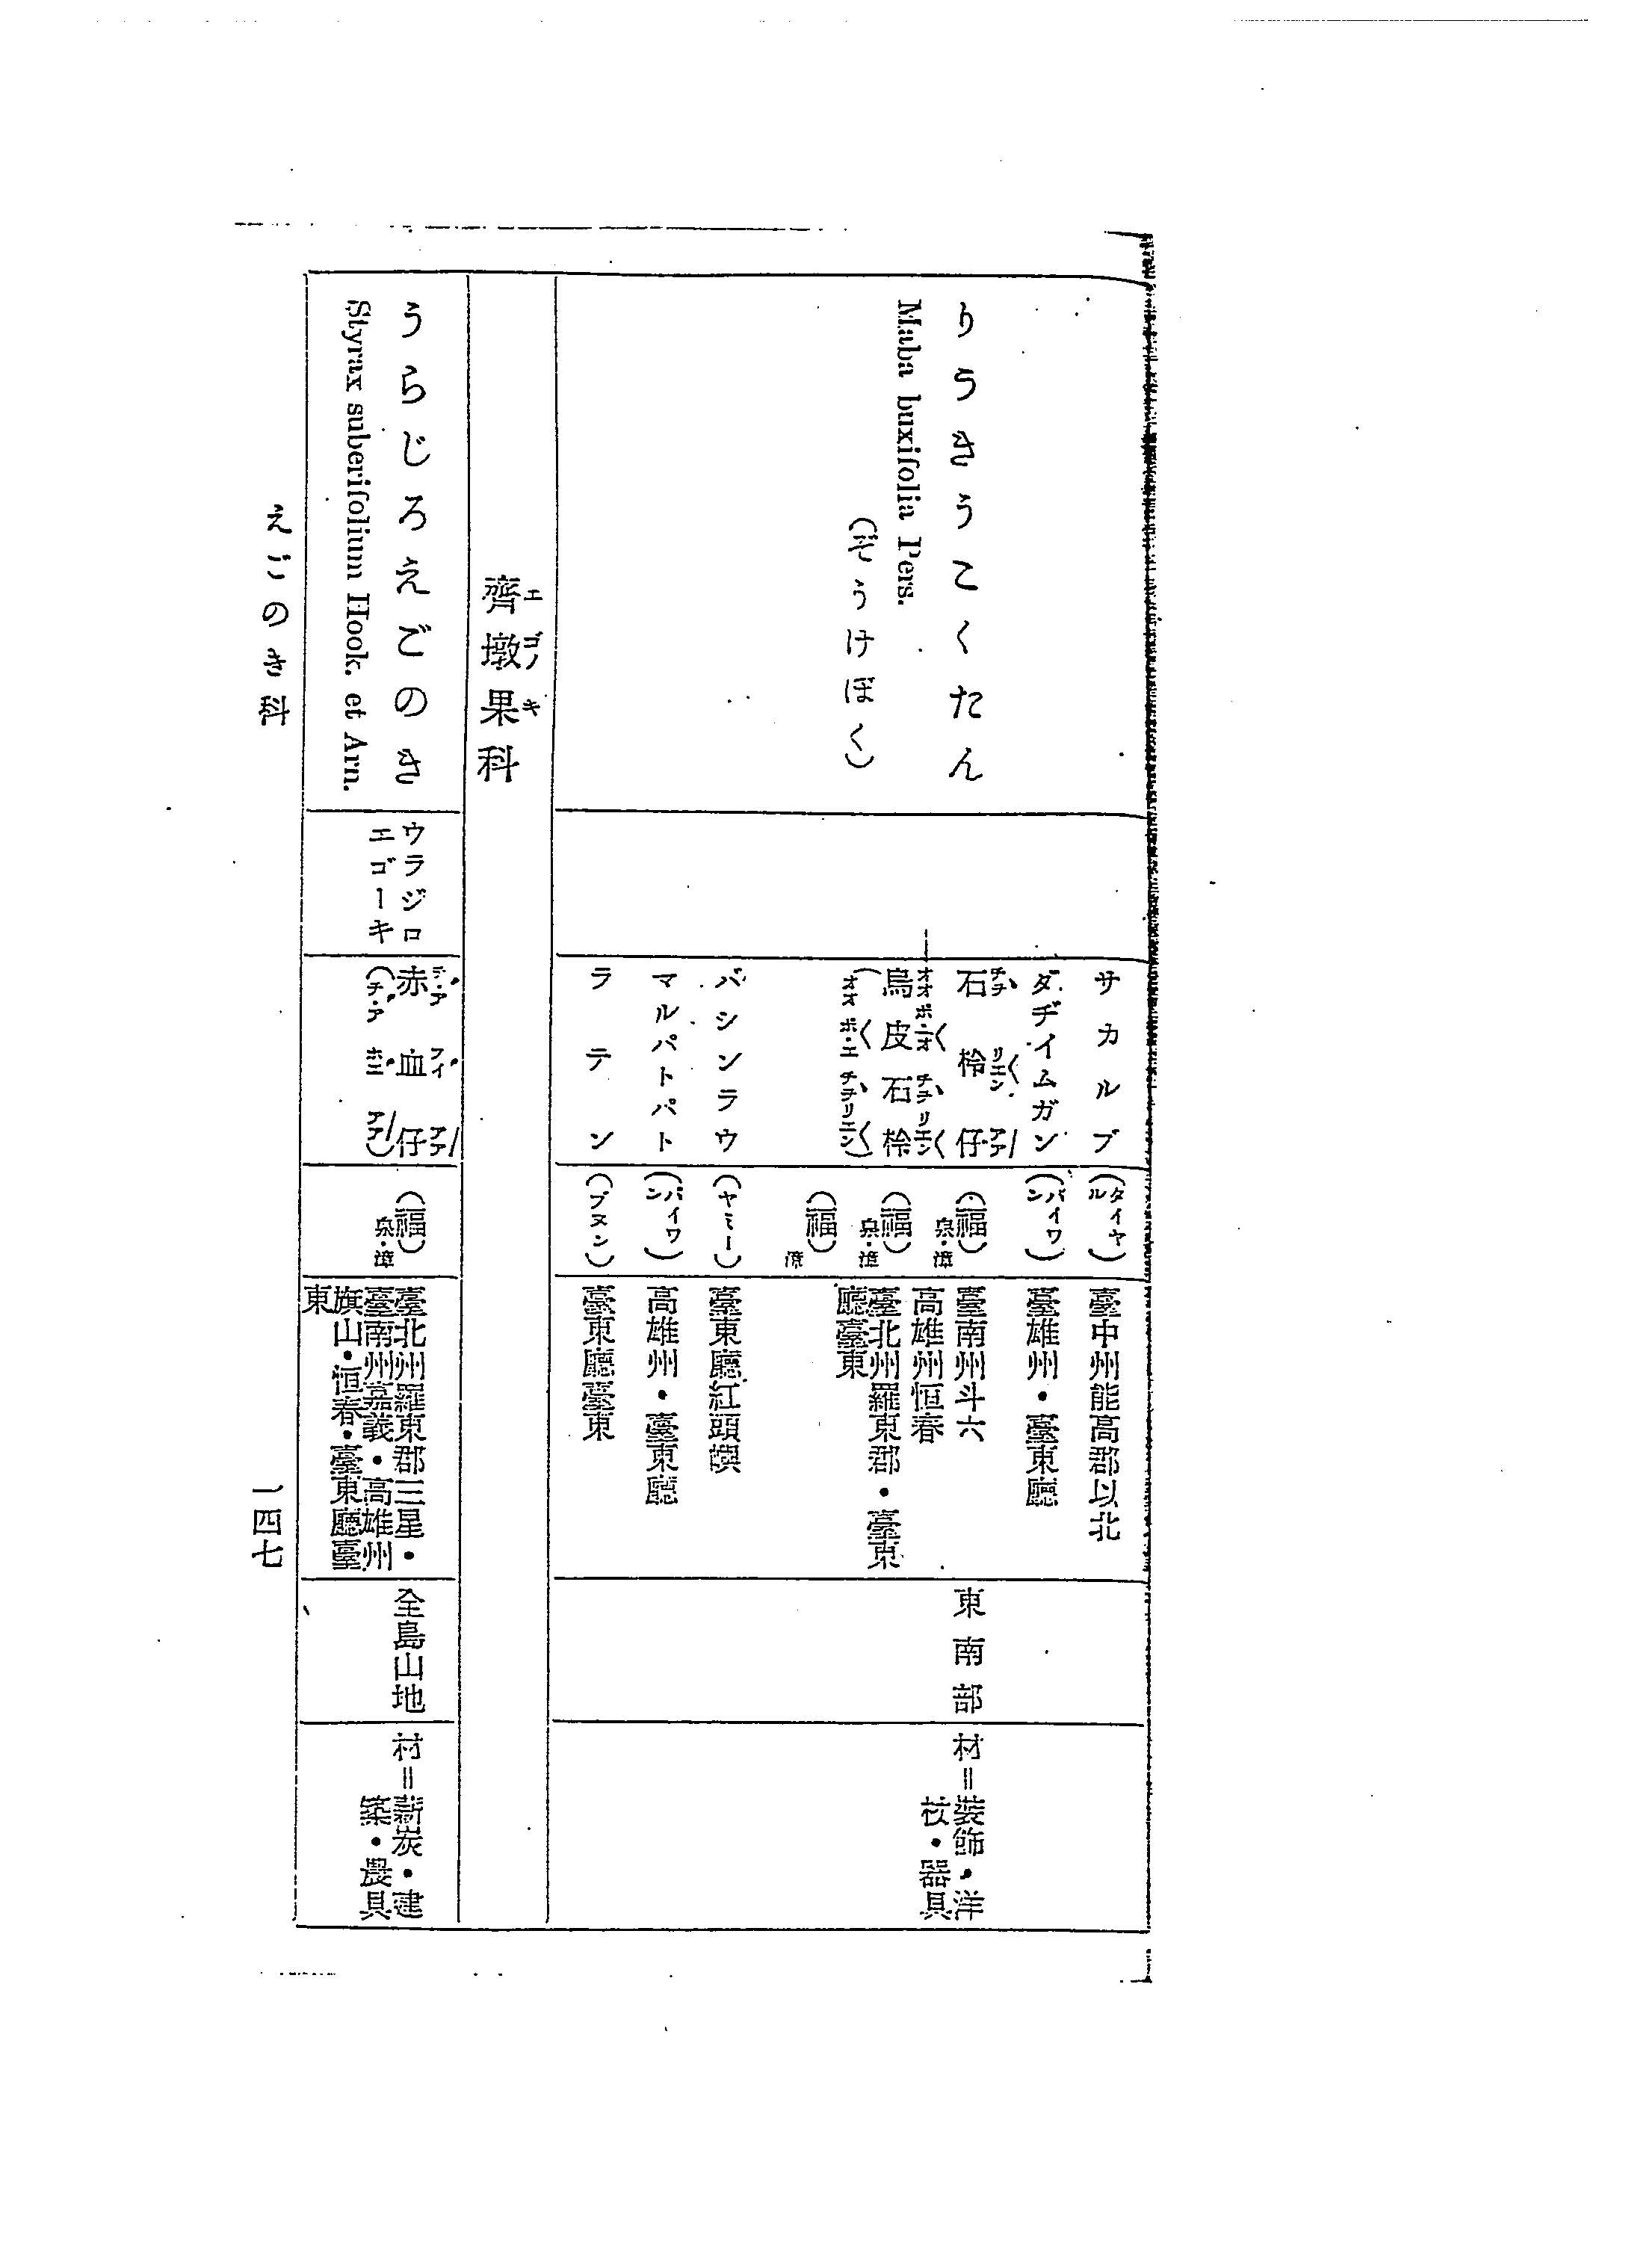 サカルブ
(タイヤル)
臺中州能高郡以北
ダヂイムガン
(パイワン)
臺雄州・臺東廳
りうきうこくたん
Maba buxifolia Pers.
(ぞうけぼく)
石柃仔
(福)
泉・漳
臺南州斗六
高雄州恒春
烏皮石柃
(福)
泉・漳
臺北州羅東郡・臺東
廳臺東
(福)
漳
東南部
材=裝飾・洋
杖・器具
バシンラウ
(ヤミー)
臺東廳紅頭嶼
マルパトパト
(パイワン)
高雄州・臺東廳
ラテン
(ブヌン)
臺東廳臺東
齊墩果科
エゴノキ
うらじろえごのき
Styrax suberifolium Hook. et Arn.
ウラジロ
エゴーキ
赤血仔
(福)
泉・漳
臺北州羅東郡三星・
臺南州嘉義・高雄州
旗山・恒春・臺東廳臺
東
全島山地
材=薪炭・建
築・農具
えごのき科
一四七